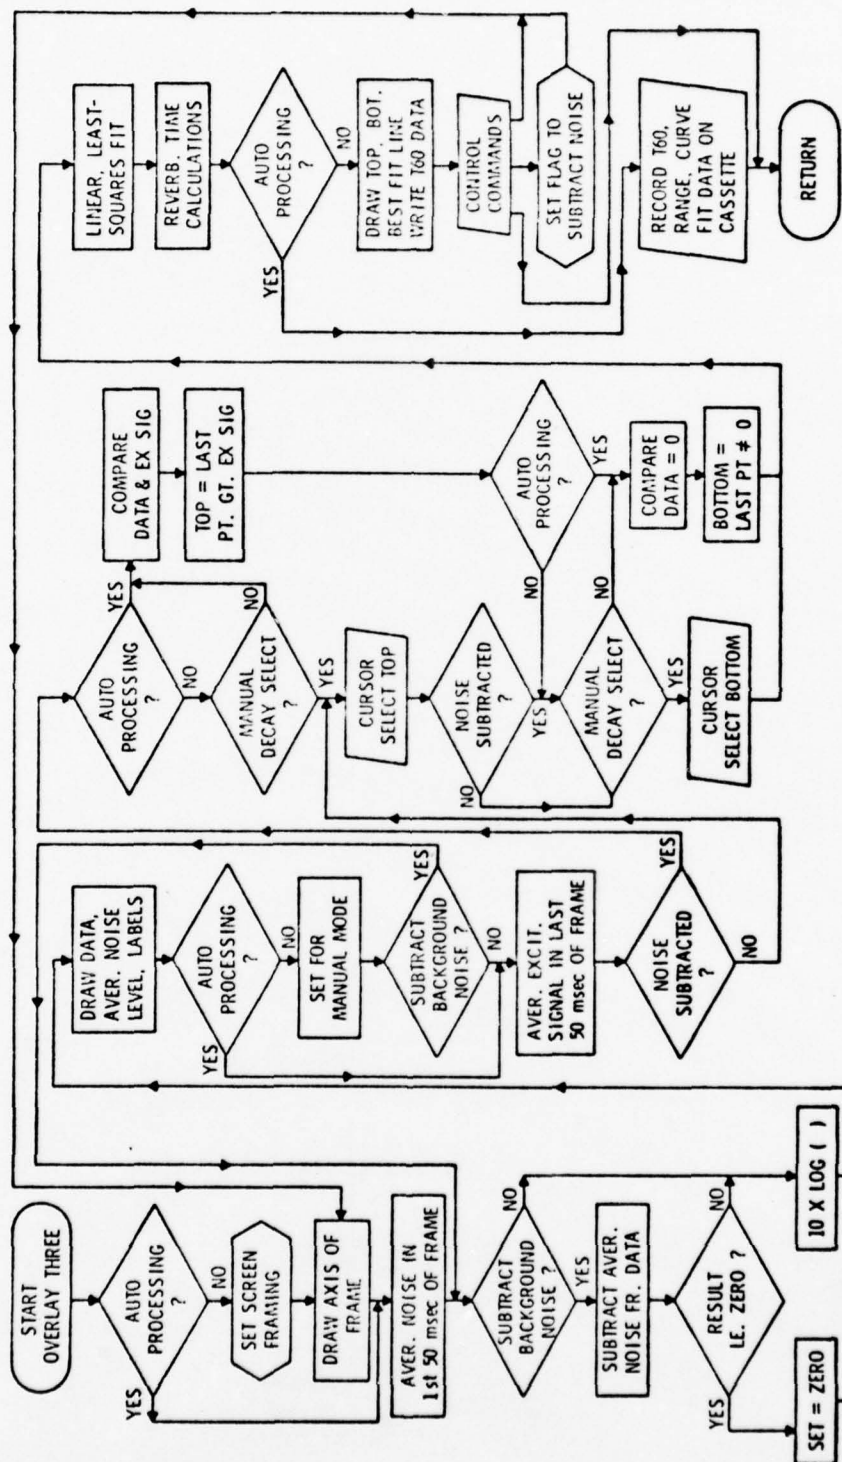 START
OVERLAY THREE
AUTO
PROCESSING
?
YES
NO
SET SCREEN
FRAMING
DRAW AXIS OF
FRAME
AVER. NOISE IN
1st 50 msec OF FRAME
SUBTRACT
BACKGROUND
NOISE ?
NO
YES
SUBTRACT AVER.
NOISE FR. DATA
RESULT
LE. ZERO ?
NO
YES
SET = ZERO
10 X LOG ( )
DRAW DATA,
AVER. NOISE
LEVEL, LABELS
AUTO
PROCESSING
?
YES
NO
SET FOR
MANUAL MODE
SUBTRACT
BACKGROUND
NOISE ?
YES
NO
AVER. EXCIT.
SIGNAL IN LAST
50 msec OF FRAME
NOISE
SUBTRACTED
?
YES
NO
AUTO
PROCESSING
?
YES
NO
MANUAL
DECAY SELECT
?
NO
YES
CURSOR
SELECT TOP
NOISE
SUBTRACTED
?
NO
YES
MANUAL
DECAY SELECT
?
NO
YES
CURSOR
SELECT BOTTOM
COMPARE
DATA & EX SIG
TOP = LAST
PT. GT. EX SIG
AUTO
PROCESSING
?
NO
YES
COMPARE
DATA = 0
BOTTOM =
LAST PT ≠ 0
LINEAR, LEAST-
SQUARES FIT
REVERB. TIME
CALCULATIONS
AUTO
PROCESSING
?
YES
NO
DRAW TOP, BOT.
BEST FIT LINE
WRITE T60 DATA
CONTROL
COMMANDS
SET FLAG TO
SUBTRACT NOISE
RECORD T60,
RANGE, CURVE
FIT DATA ON
CASSETTE
RETURN